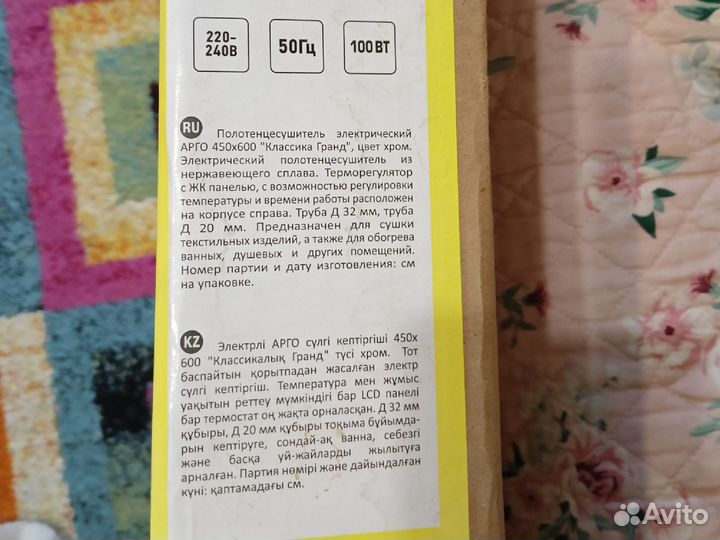 220-
240В
50Гц
100ВТ
RU Полотенцесушитель электрический
АРГО 450х600 "Классика Гранд", цвет хром.
Электрический полотенцесушитель из
нержавеющего сплава. Терморегулятор
с ЖК панелью, с возможностью регулировки
температуры и времени работы расположен
на корпусе справа. Труба Д 32 мм, труба
Д 20 мм. Предназначен для сушки
текстильных изделий, а также для обогрева
ванных, душевых и других помещений.
Номер партии и дату изготовления: см
на упаковке.
KZ Электрлі АРГО сүлгі кептіргіші 450х
600 "Классикалық Гранд" түсі хром. Тот
баспайтын қорытпадан жасалған электр
сүлгі кептіргіш. Температура мен жұмыс
уақытын реттеу мүмкіндігі бар LCD панелі
бар термостат оң жақта орналасқан. Д 32 мм
құбыры, Д 20 мм құбыры тоқыма бұйымда-
рын кептіруге, сондай-ақ ванна, себезгі
және басқа үй-жайларды жылытуға
арналған. Партия нөмірі және дайындалған
күні: қаптамадағы см.
Avito